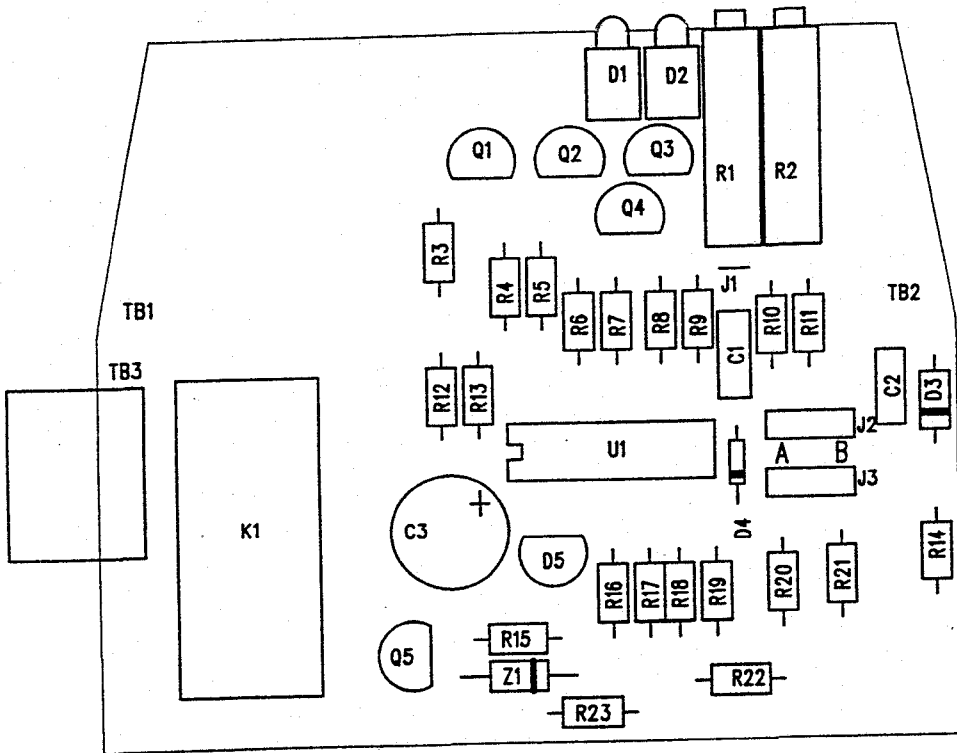 D1 D2
Q1 Q2 Q3
R1 R2
Q4
R3
R4 R5
J1
TB1
R6 R7 R8 R9 R10 R11
TB2
C1
TB3
R12 R13
C2 D3
J2
U1
A B
J3
K1
C3
+
D4
D5
R14
R16 R17 R18 R19 R20 R21
R15
Q5
Z1
R22
R23